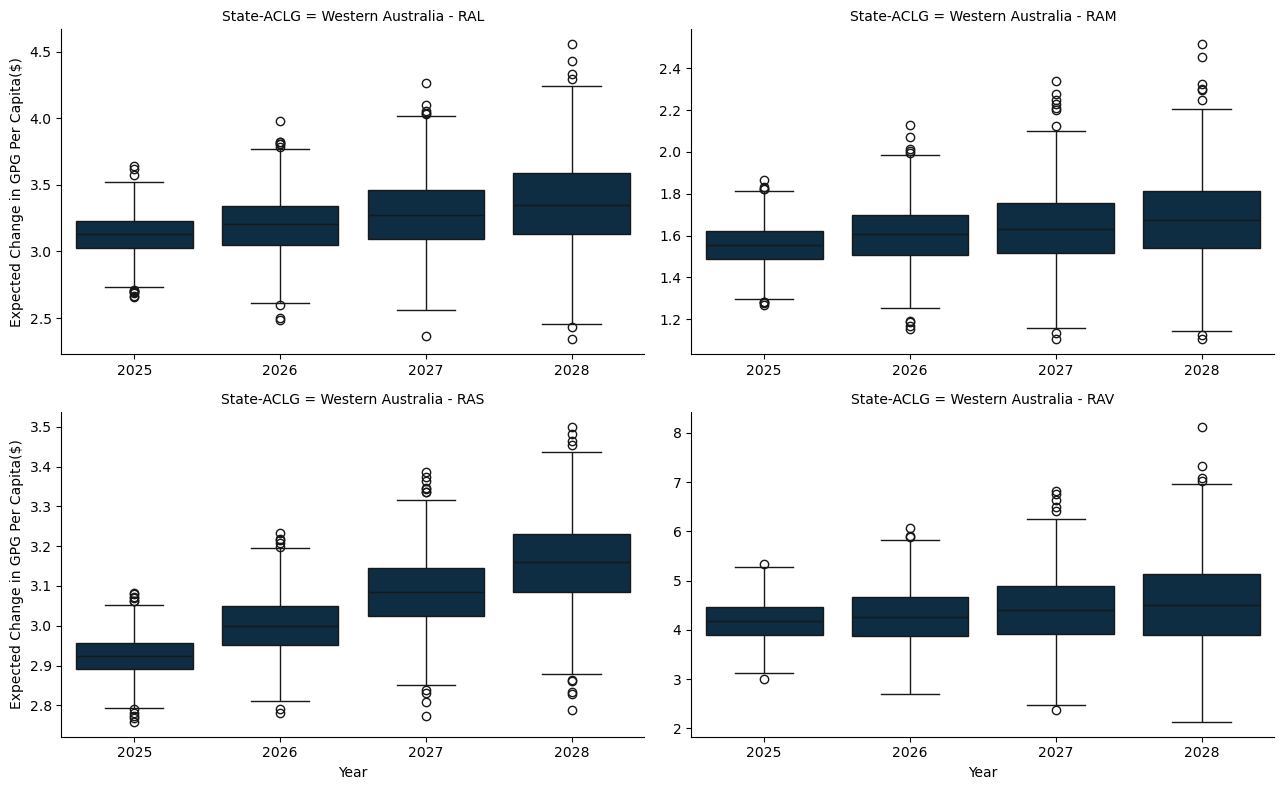 State-ACLG = Western Australia - RAL
Expected Change in GPG Per Capita($)
4.5
4.0
3.5
3.0
2.5
2025 2026 2027 2028
State-ACLG = Western Australia - RAM
2.4
2.2
2.0
1.8
1.6
1.4
1.2
2025 2026 2027 2028
State-ACLG = Western Australia - RAS
Expected Change in GPG Per Capita($)
3.5
3.4
3.3
3.2
3.1
3.0
2.9
2.8
2025 2026 2027 2028
Year
State-ACLG = Western Australia - RAV
8
7
6
5
4
3
2
2025 2026 2027 2028
Year